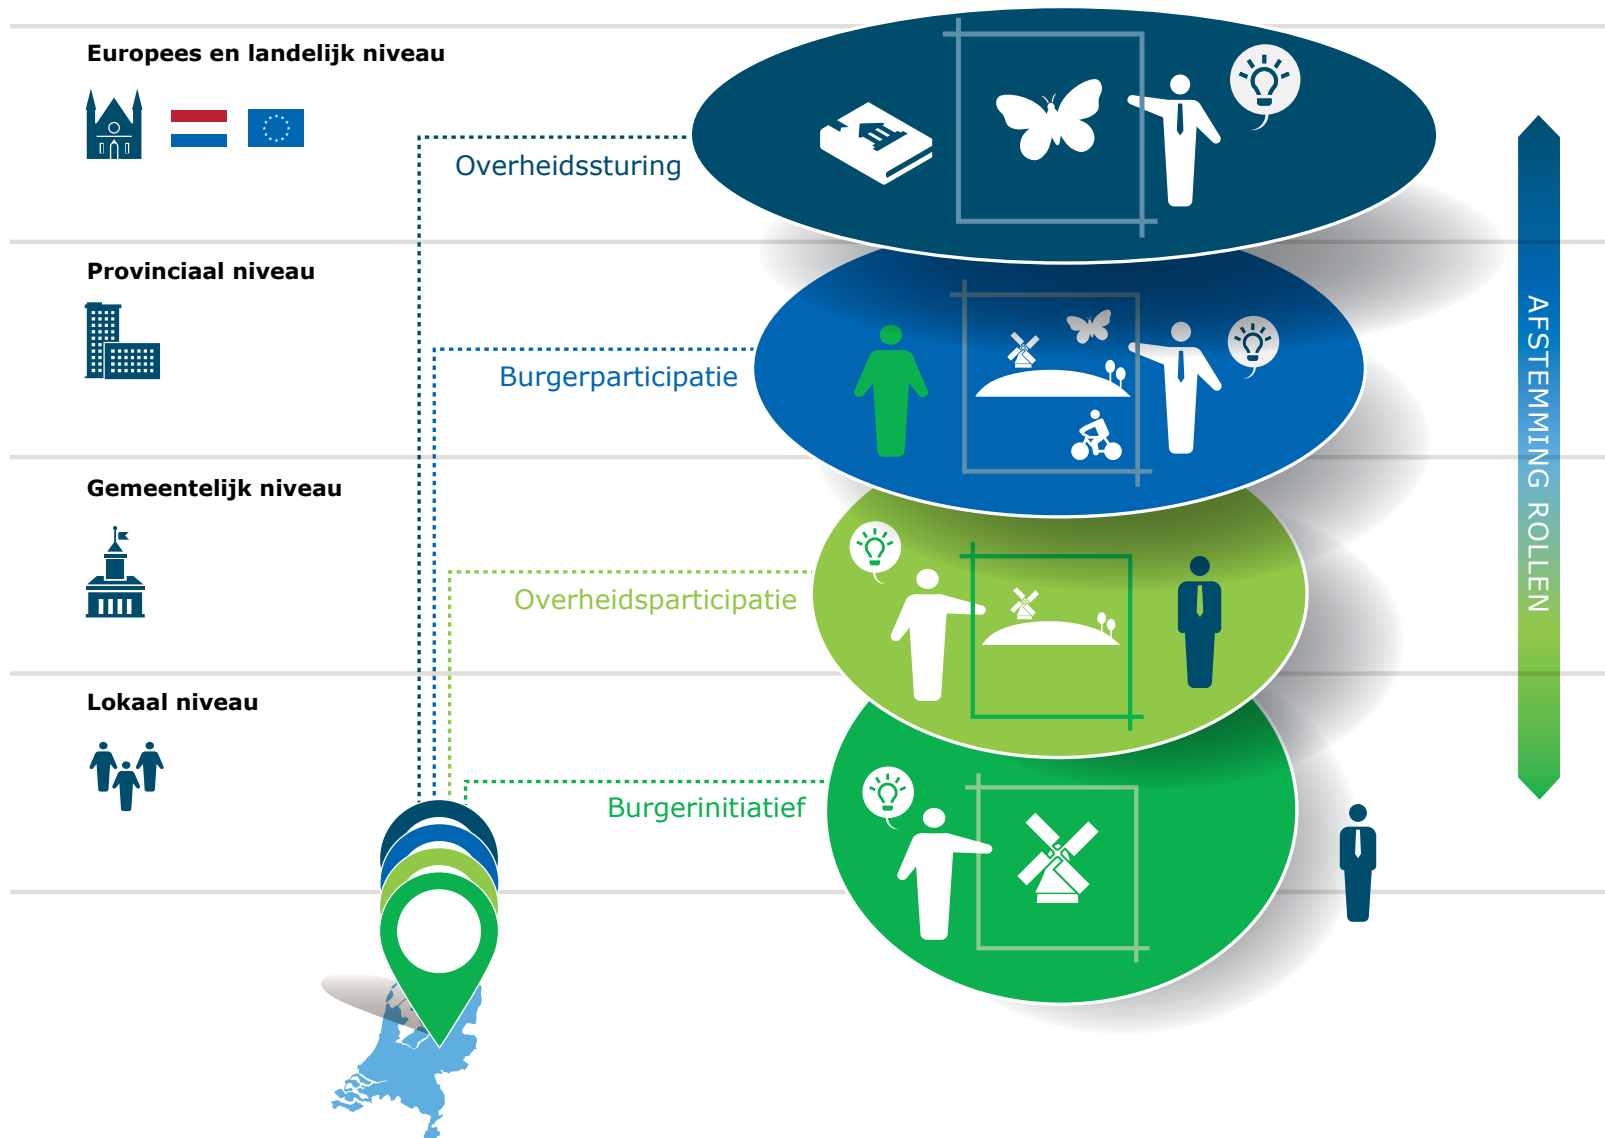 Europees en landelijk niveau
Overheidssturing
Provinciaal niveau
Burgerparticipatie
Gemeentelijk niveau
Overheidsparticipatie
Lokaal niveau
Burgerinitiatief
AFSTEMMING ROLLEN